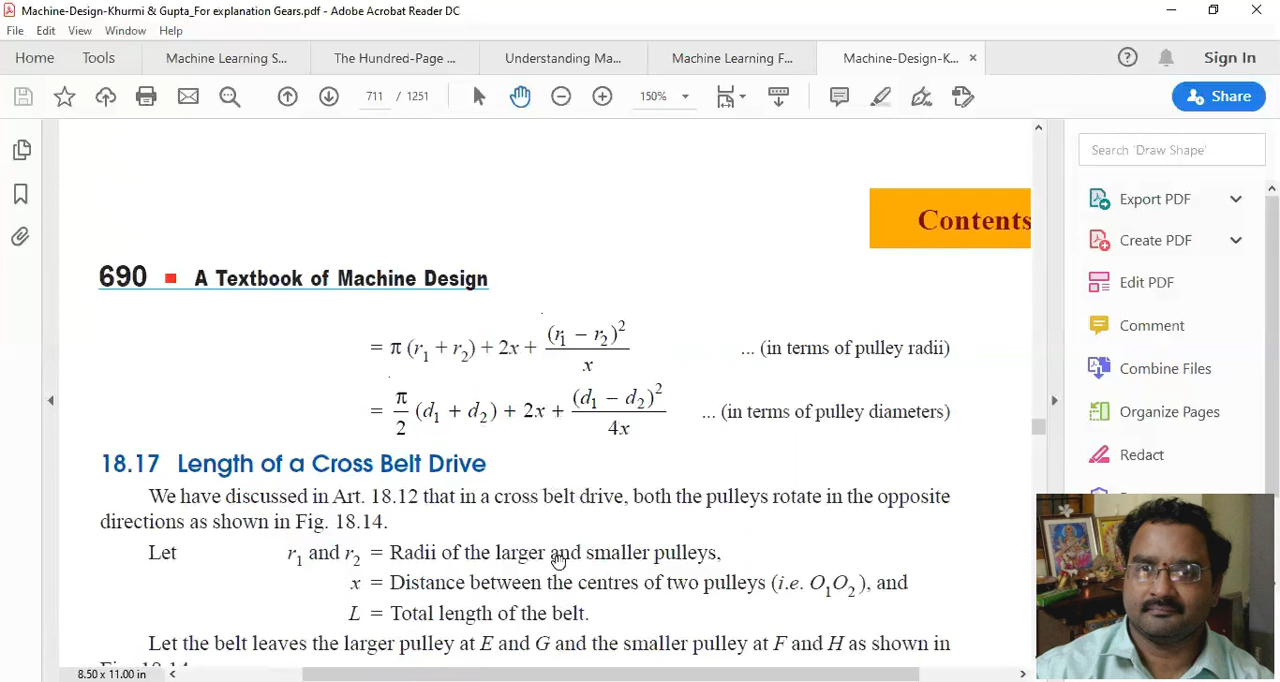 Machine-Design-Khurmi & Gupta_For explanation Gears.pdf - Adobe Acrobat Reader DC
File Edit View Window Help
Home Tools Machine Learning S... The Hundred-Page ... Understanding Ma... Machine Learning F... Machine-Design-K... × Sign In
711 / 1251 150% Share
Search 'Draw Shape'
Export PDF
Create PDF
Edit PDF
Comment
Combine Files
Organize Pages
Redact
Contents
690 ■ A Textbook of Machine Design
= π (r₁ + r₂) + 2x + (r₁ − r₂)² / x ... (in terms of pulley radii)
= π/2 (d₁ + d₂) + 2x + (d₁ − d₂)² / 4x ... (in terms of pulley diameters)
18.17 Length of a Cross Belt Drive
We have discussed in Art. 18.12 that in a cross belt drive, both the pulleys rotate in the opposite
directions as shown in Fig. 18.14.
Let r₁ and r₂ = Radii of the larger and smaller pulleys,
x = Distance between the centres of two pulleys (i.e. O₁O₂), and
L = Total length of the belt.
Let the belt leaves the larger pulley at E and G and the smaller pulley at F and H as shown in
8.50 x 11.00 in